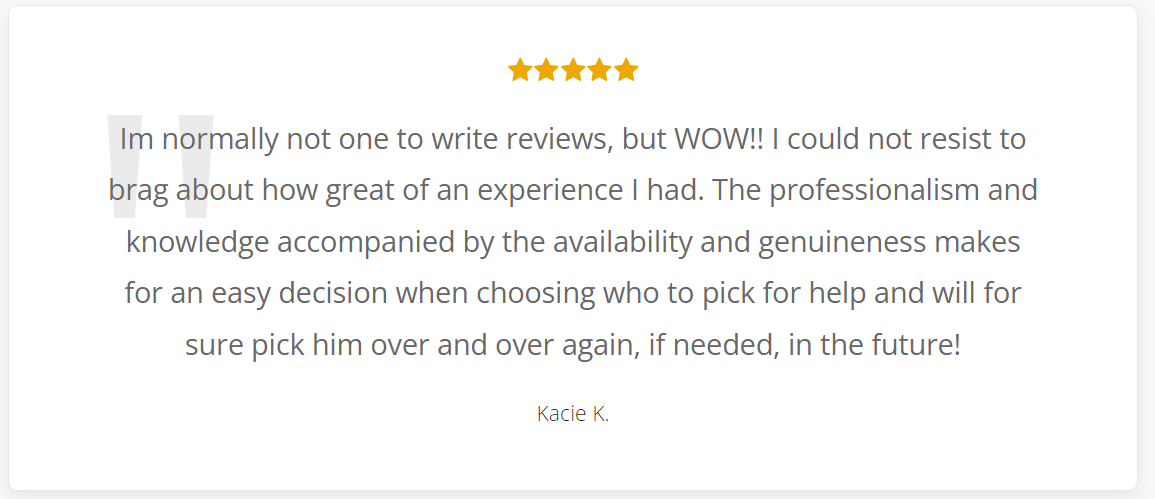 Im normally not one to write reviews, but WOW!! I could not resist to
brag about how great of an experience I had. The professionalism and
knowledge accompanied by the availability and genuineness makes
for an easy decision when choosing who to pick for help and will for
sure pick him over and over again, if needed, in the future!
Kacie K.